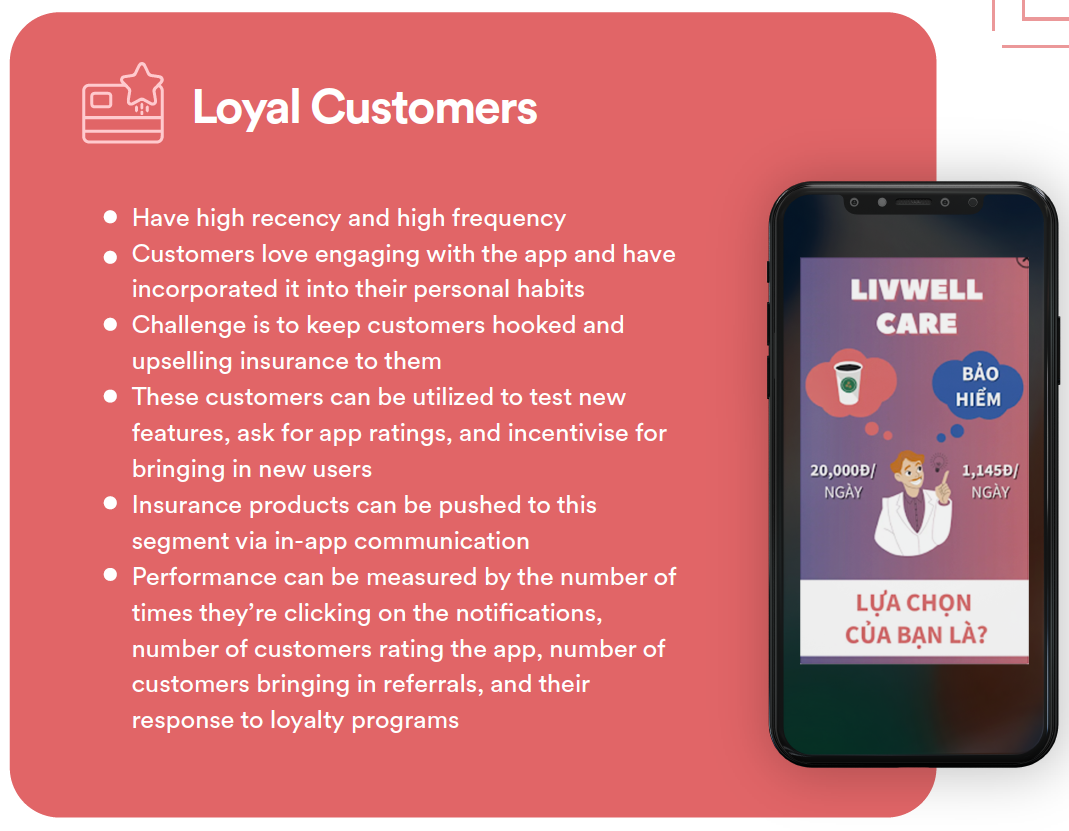 Loyal Customers
Have high recency and high frequency
Customers love engaging with the app and have
incorporated it into their personal habits
Challenge is to keep customers hooked and
upselling insurance to them
These customers can be utilized to test new
features, ask for app ratings, and incentivise for
bringing in new users
Insurance products can be pushed to this
segment via in-app communication
Performance can be measured by the number of
times they’re clicking on the notifications,
number of customers rating the app, number of
customers bringing in referrals, and their
response to loyalty programs
LIVWELL
CARE
BẢO
HIỂM
20,000Đ/
NGÀY
1,145Đ/
NGÀY
LỰA CHỌN
CỦA BẠN LÀ?